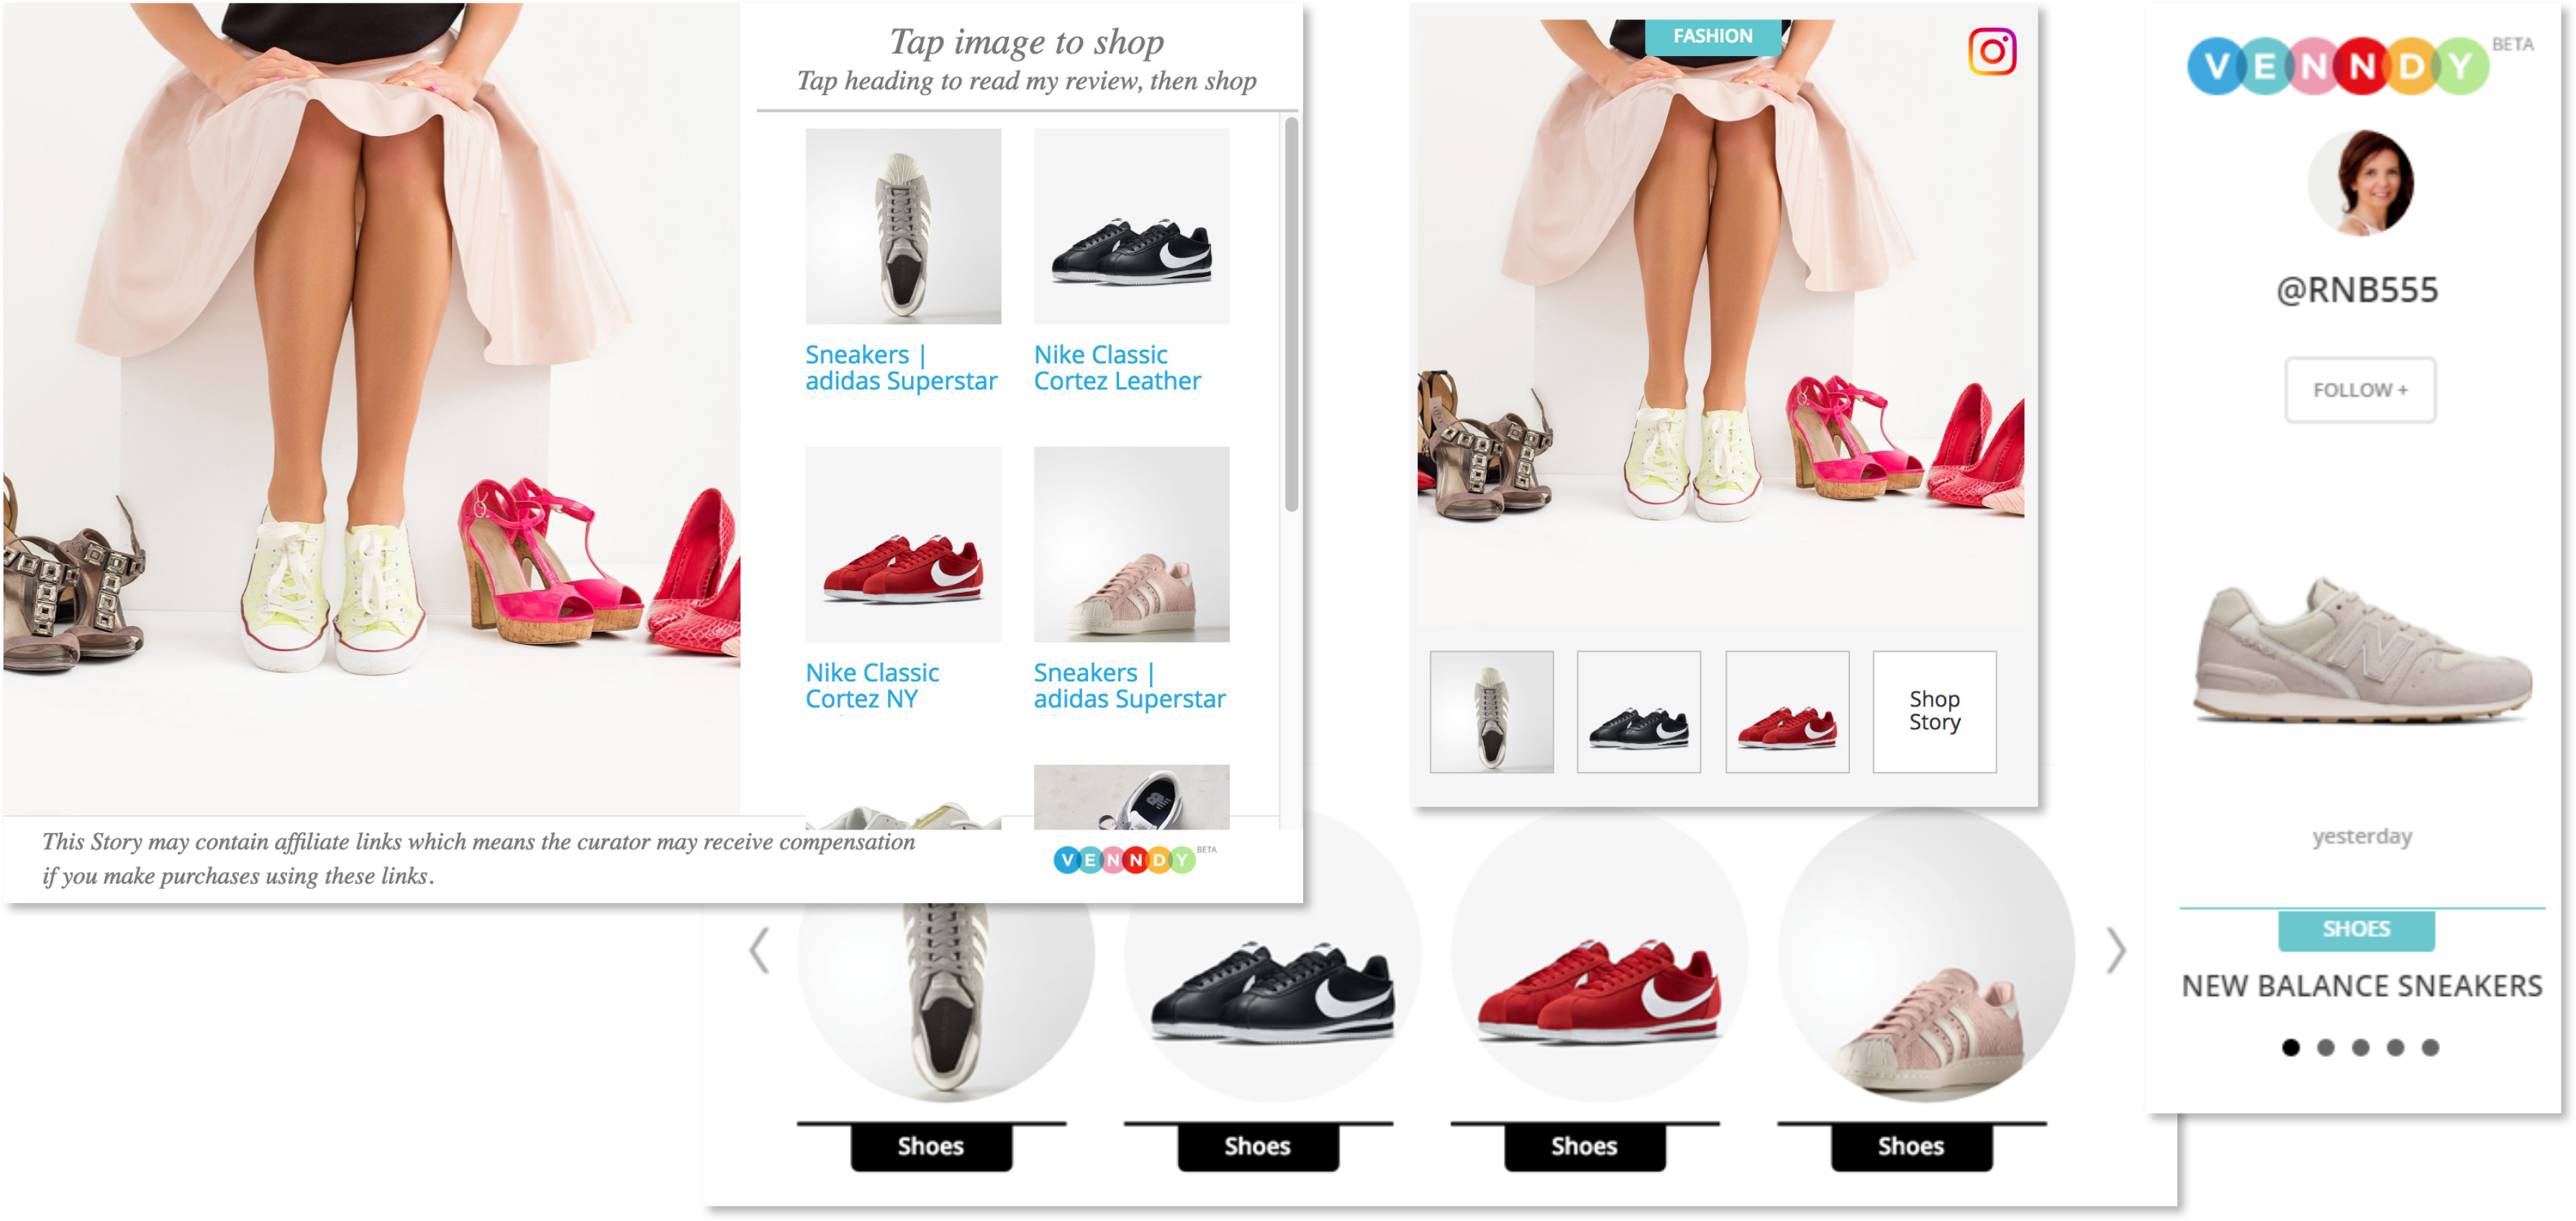 Tap image to shop
Tap heading to read my review, then shop
Sneakers |
adidas Superstar
Nike Classic
Cortez Leather
Nike Classic
Cortez NY
Sneakers |
adidas Superstar
This Story may contain affiliate links which means the curator may receive compensation
if you make purchases using these links.
VENNDY BETA
FASHION
Shop
Story
Shoes
Shoes
Shoes
Shoes
VENNDY BETA
@RNB555
FOLLOW +
N
yesterday
SHOES
NEW BALANCE SNEAKERS